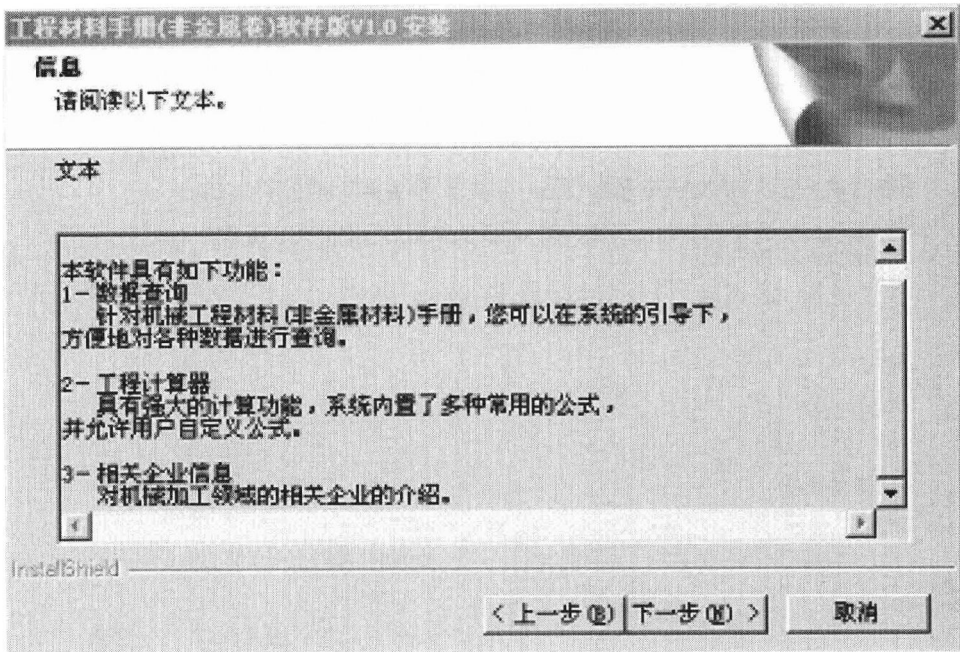 工程材料手册(非金属卷)软件版V1.0 安装
信息
请阅读以下文本。
文本
本软件具有如下功能：
1- 数据查询
针对机械工程材料(非金属材料)手册，您可以在系统的引导下，
方便地对各种数据进行查询。
2- 工程计算器
具有强大的计算功能，系统内置了多种常用的公式，
并允许用户自定义公式。
3- 相关企业信息
对机械加工领域的相关企业的介绍。
InstallShield
< 上一步(B) 下一步(N) > 取消